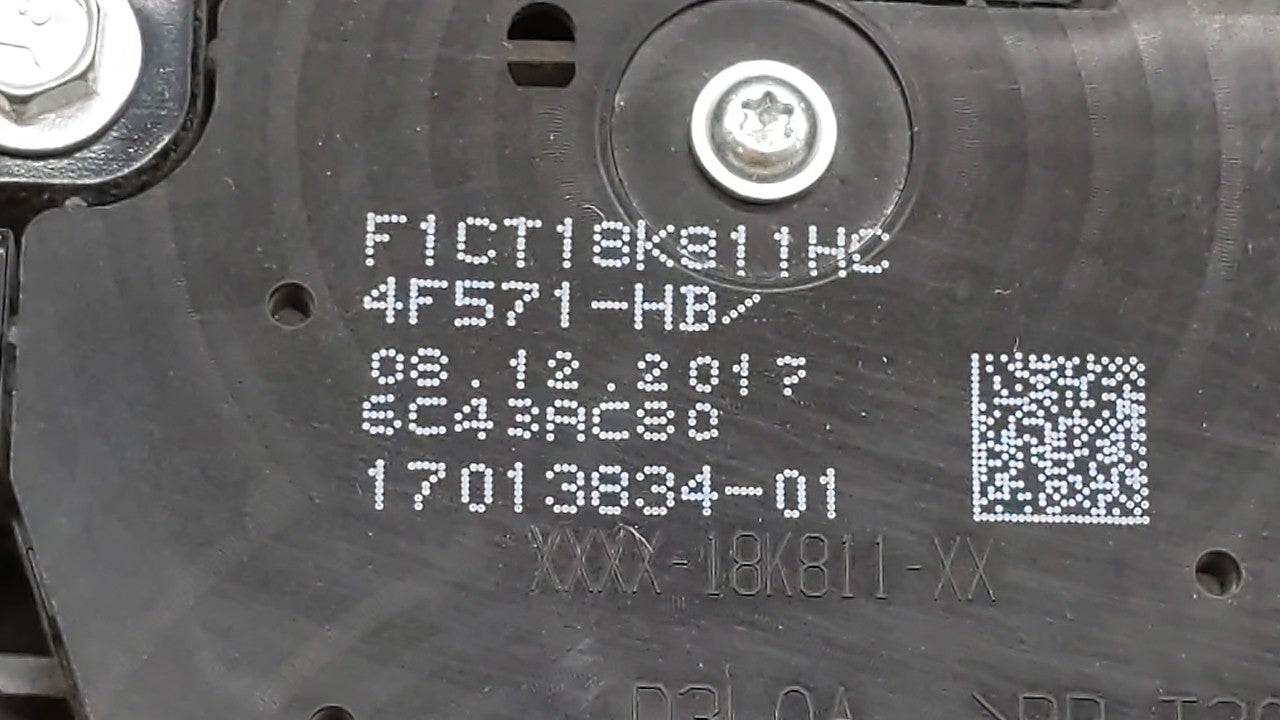 F1CT18K811HC
4F571-HB/
08.12.2017
6C43AC80
17013834-01
XXXX-18K811-XX